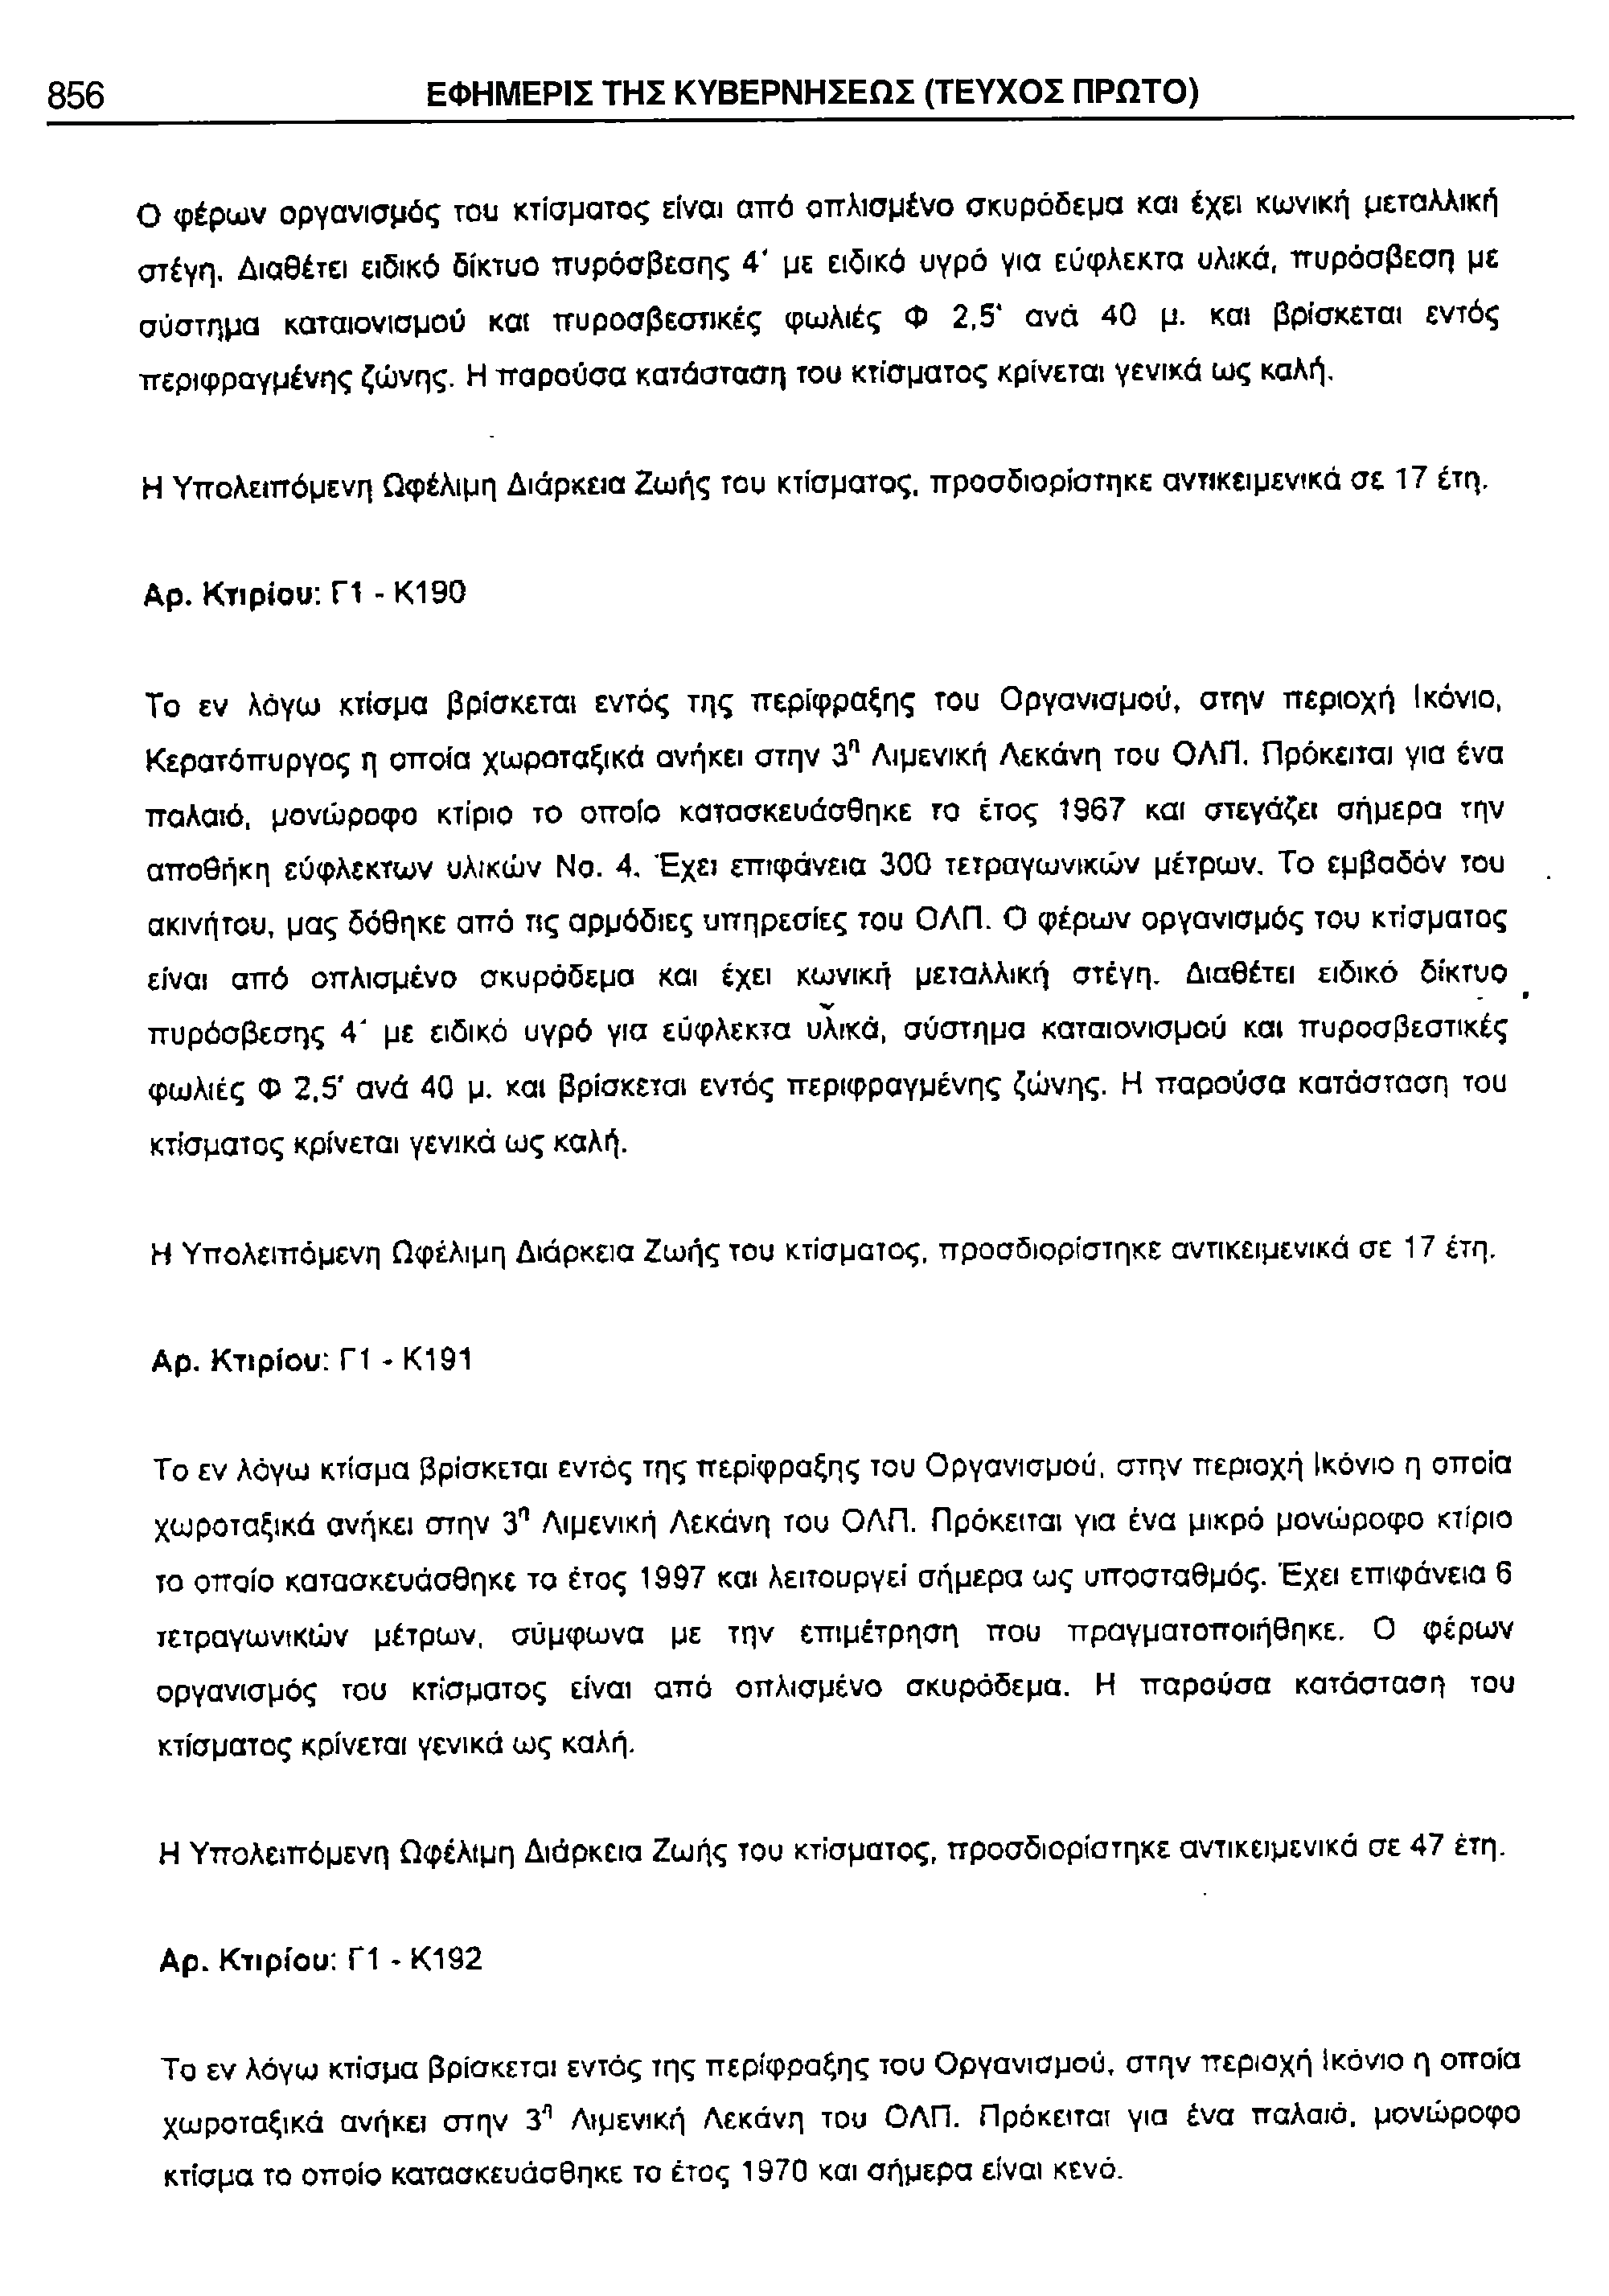 856
ΕΦΗΜΕΡΙΣ ΤΗΣ ΚΥΒΕΡΝΗΣΕΩΣ (ΤΕΥΧΟΣ ΠΡΩΤΟ)
Ο φέρων οργανισμός του κτίσματος είναι από οπλισμένο σκυρόδεμα και έχει κωνική μεταλλική
στέγη. Διαθέτει ειδικό δίκτυο πυρόσβεσης 4' με ειδικό υγρό για εύφλεκτα υλικά, πυρόσβεση με
σύστημα καταιονισμού και πυροσβεστικές φωλιές Φ 2,5' ανά 40 μ. και βρίσκεται εντός
περιφραγμένης ζώνης. Η παρούσα κατάσταση του κτίσματος κρίνεται γενικά ως καλή.
Η Υπολειπόμενη Ωφέλιμη Διάρκεια Ζωής του κτίσματος, προσδιορίστηκε αντικειμενικά σε 17 έτη.
Αρ. Κτιρίου: Γ1 - Κ190
Το εν λόγω κτίσμα βρίσκεται εντός της περίφραξης του Οργανισμού, στην περιοχή Ικόνιο,
Κερατόπυργος η οποία χωροταξικά ανήκει στην 3η Λιμενική Λεκάνη του ΟΛΠ. Πρόκειται για ένα
παλαιό, μονώροφο κτίριο το οποίο κατασκευάσθηκε το έτος 1967 και στεγάζει σήμερα την
αποθήκη εύφλεκτων υλικών Νο. 4. Έχει επιφάνεια 300 τετραγωνικών μέτρων. Το εμβαδόν του
ακινήτου, μας δόθηκε από τις αρμόδιες υπηρεσίες του ΟΛΠ. Ο φέρων οργανισμός του κτίσματος
είναι από οπλισμένο σκυρόδεμα και έχει κωνική μεταλλική στέγη. Διαθέτει ειδικό δίκτυο
πυρόσβεσης 4' με ειδικό υγρό για εύφλεκτα υλικά, σύστημα καταιονισμού και πυροσβεστικές
φωλιές Φ 2,5' ανά 40 μ. και βρίσκεται εντός περιφραγμένης ζώνης. Η παρούσα κατάσταση του
κτίσματος κρίνεται γενικά ως καλή.
Η Υπολειπόμενη Ωφέλιμη Διάρκεια Ζωής του κτίσματος, προσδιορίστηκε αντικειμενικά σε 17 έτη.
Αρ. Κτιρίου: Γ1 - Κ191
Το εν λόγω κτίσμα βρίσκεται εντός της περίφραξης του Οργανισμού, στην περιοχή Ικόνιο η οποία
χωροταξικά ανήκει στην 3η Λιμενική Λεκάνη του ΟΛΠ. Πρόκειται για ένα μικρό μονώροφο κτίριο
το οποίο κατασκευάσθηκε το έτος 1997 και λειτουργεί σήμερα ως υποσταθμός. Έχει επιφάνεια 6
τετραγωνικών μέτρων, σύμφωνα με την επιμέτρηση που πραγματοποιήθηκε. Ο φέρων
οργανισμός του κτίσματος είναι από οπλισμένο σκυρόδεμα. Η παρούσα κατάσταση του
κτίσματος κρίνεται γενικά ως καλή.
Η Υπολειπόμενη Ωφέλιμη Διάρκεια Ζωής του κτίσματος, προσδιορίστηκε αντικειμενικά σε 47 έτη.
Αρ. Κτιρίου: Γ1 - Κ192
Το εν λόγω κτίσμα βρίσκεται εντός της περίφραξης του Οργανισμού, στην περιοχή Ικόνιο η οποία
χωροταξικά ανήκει στην 3η Λιμενική Λεκάνη του ΟΛΠ. Πρόκειται για ένα παλαιό, μονώροφο
κτίσμα το οποίο κατασκευάσθηκε το έτος 1970 και σήμερα είναι κενό.